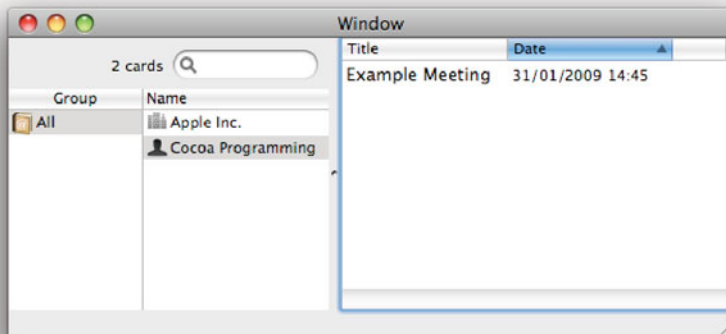 Window
2 cards
Group Name
All
Apple Inc.
Cocoa Programming
Title Date
Example Meeting 31/01/2009 14:45